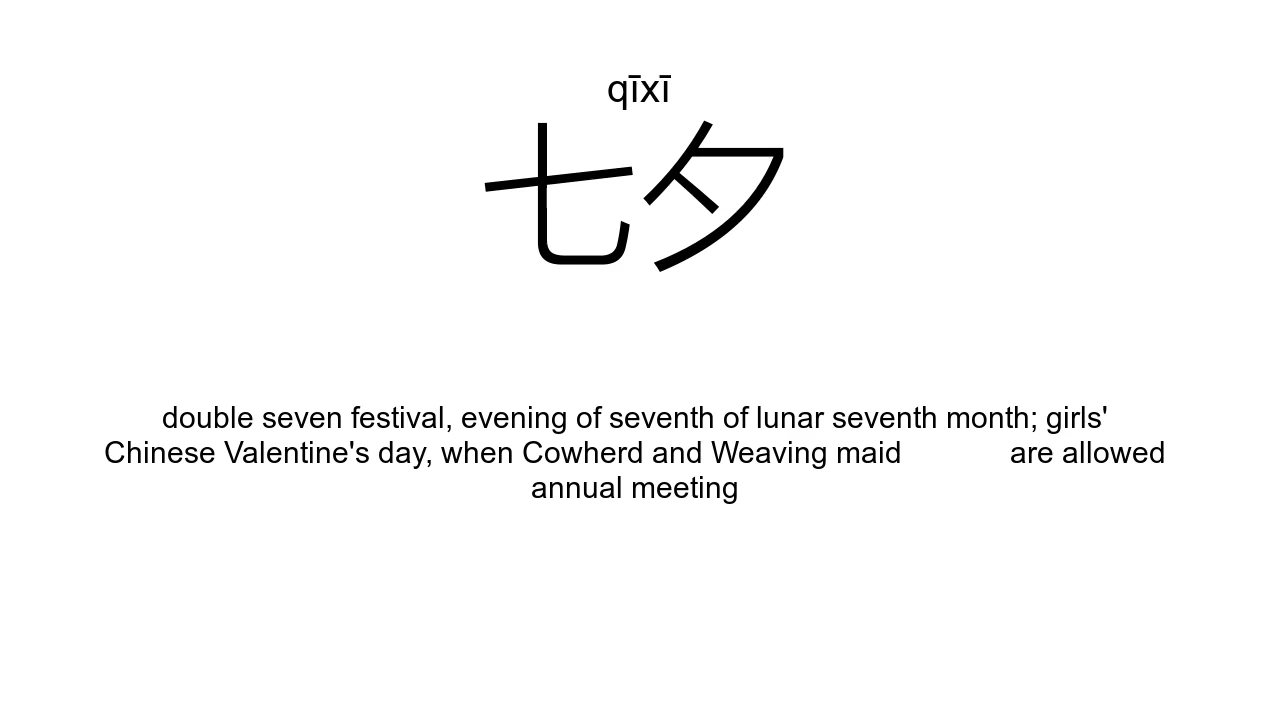 qīxī
七夕
double seven festival, evening of seventh of lunar seventh month; girls'
Chinese Valentine's day, when Cowherd and Weaving maid are allowed
annual meeting